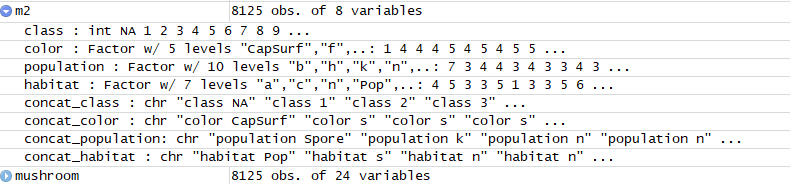 m2 8125 obs. of 8 variables
class : int NA 1 2 3 4 5 6 7 8 9 ...
color : Factor w/ 5 levels "CapSurf","f",..: 1 4 4 4 5 4 5 4 5 5 ...
population : Factor w/ 10 levels "b","h","k","n",..: 7 3 4 4 3 4 3 3 4 3 ...
habitat : Factor w/ 7 levels "a","c","n","Pop",..: 4 5 3 3 5 1 3 3 5 6 ...
concat_class : chr "class NA" "class 1" "class 2" "class 3" ...
concat_color : chr "color CapSurf" "color s" "color s" "color s" ...
concat_population: chr "population Spore" "population k" "population n" "population n" ...
concat_habitat : chr "habitat Pop" "habitat s" "habitat n" "habitat n" ...
mushroom 8125 obs. of 24 variables